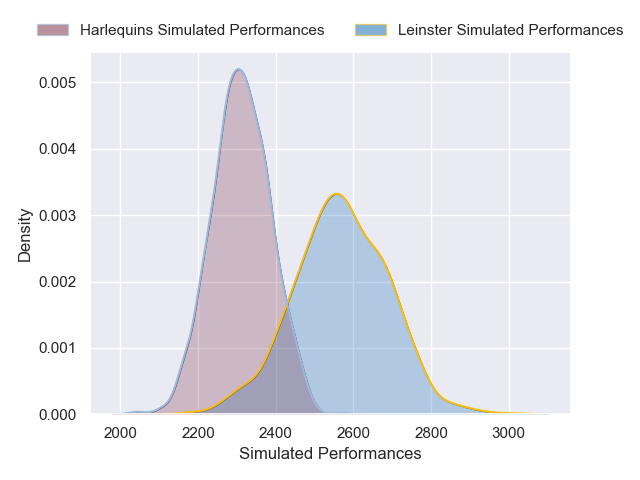 Harlequins Simulated Performances Leinster Simulated Performances
0.005
0.004
0.003
0.002
0.001
0.000
Density
2000 2200 2400 2600 2800 3000
Simulated Performances